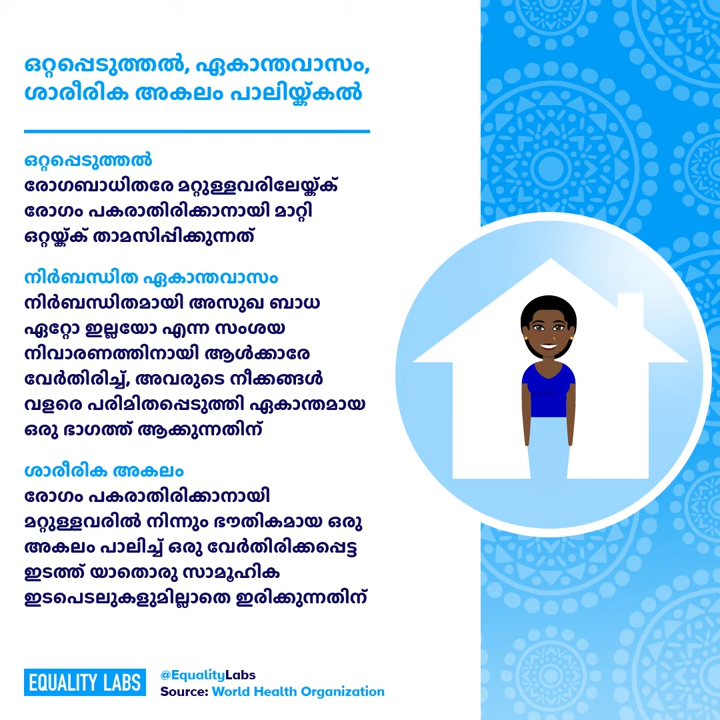 ഒറ്റപ്പെടുത്തൽ, ഏകാന്തവാസം,
ശാരീരിക അകലം പാലിയ്ക്കൽ
ഒറ്റപ്പെടുത്തൽ
രോഗബാധിതരേ മറ്റുള്ളവരിലേയ്ക്ക്
രോഗം പകരാതിരിക്കാനായി മാറ്റി
ഒറ്റയ്ക്ക് താമസിപ്പിക്കുന്നത്
നിർബന്ധിത ഏകാന്തവാസം
നിർബന്ധിതമായി അസുഖ ബാധ
ഏറ്റോ ഇല്ലയോ എന്ന സംശയ
നിവാരണത്തിനായി ആൾക്കാരേ
വേർതിരിച്ച്, അവരുടെ നീക്കങ്ങൾ
വളരെ പരിമിതപ്പെടുത്തി ഏകാന്തമായ
ഒരു ഭാഗത്ത് ആക്കുന്നതിന്
ശാരീരിക അകലം
രോഗം പകരാതിരിക്കാനായി
മറ്റുള്ളവരിൽ നിന്നും ഭൗതികമായ ഒരു
അകലം പാലിച്ച് ഒരു വേർതിരിക്കപ്പെട്ട
ഇടത്ത് യാതൊരു സാമൂഹിക
ഇടപെടലുകളുമില്ലാതെ ഇരിക്കുന്നതിന്
EQUALITY LABS
@EqualityLabs
Source: World Health Organization